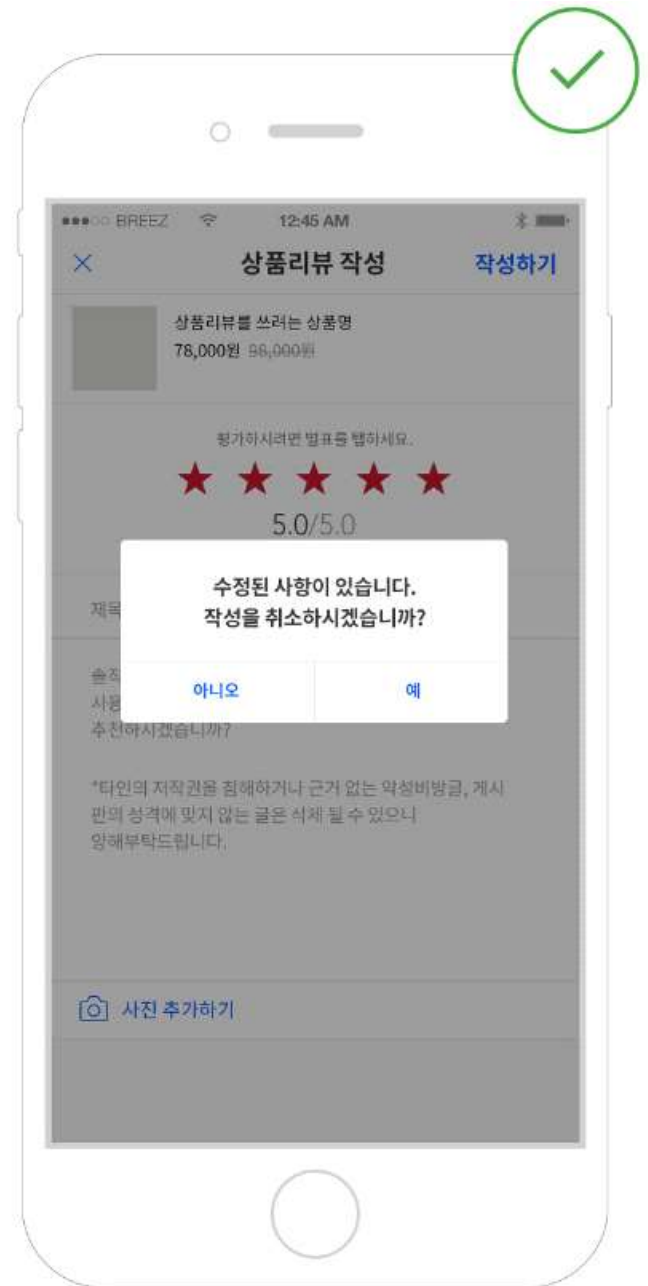 BREEZ 12:45 AM
상품리뷰 작성 작성하기
상품리뷰를 쓰려는 상품명
78,000원 98,000원
평가하시려면 별표를 탭하세요.
5.0/5.0
수정된 사항이 있습니다.
작성을 취소하시겠습니까?
제목
아니오 예
솔직
사용
추천하시겠습니까?
*타인의 저작권을 침해하거나 근거 없는 악성비방글, 게시
판의 성격에 맞지 않는 글은 삭제 될 수 있으니
양해부탁드립니다.
사진 추가하기